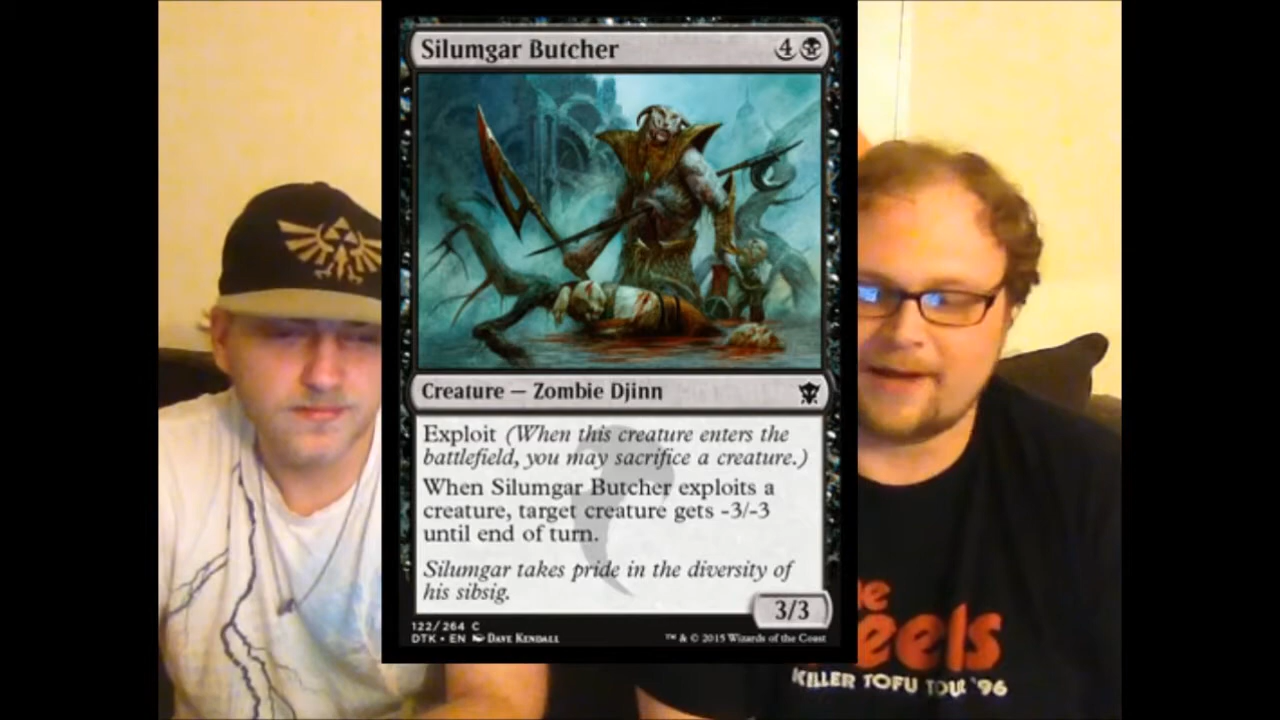 Silumgar Butcher 4
Creature — Zombie Djinn
Exploit (When this creature enters the
battlefield, you may sacrifice a creature.)
When Silumgar Butcher exploits a
creature, target creature gets -3/-3
until end of turn.
Silumgar takes pride in the diversity of
his sibsig.
3/3
122/264 C
DTK • EN DAVE KENDALL
™ & © 2015 Wizards of the Coast
KILLER TOFU TOUR '96